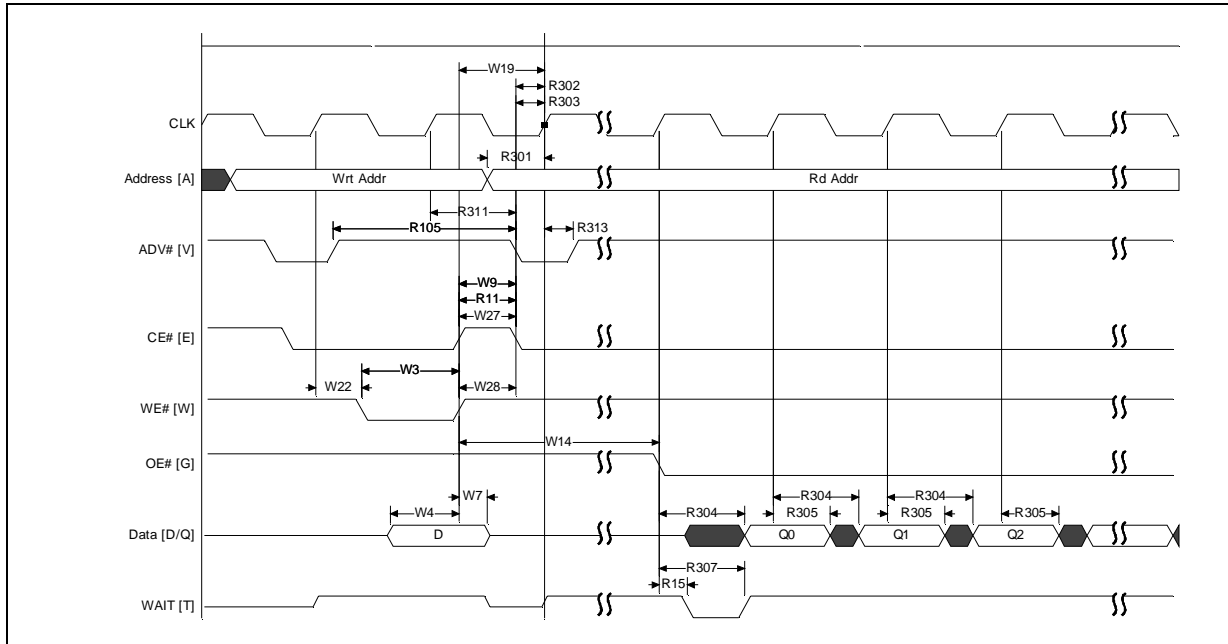 W19
R302
R303
CLK
R301
Address [A]
Wrt Addr
Rd Addr
R311
R105
R313
ADV# [V]
W9
R11
W27
CE# [E]
W3
W22
W28
WE# [W]
W14
OE# [G]
W7
W4
R304
R304
R304
R305
R305
R305
Data [D/Q]
D
Q0
Q1
Q2
R307
R15
WAIT [T]